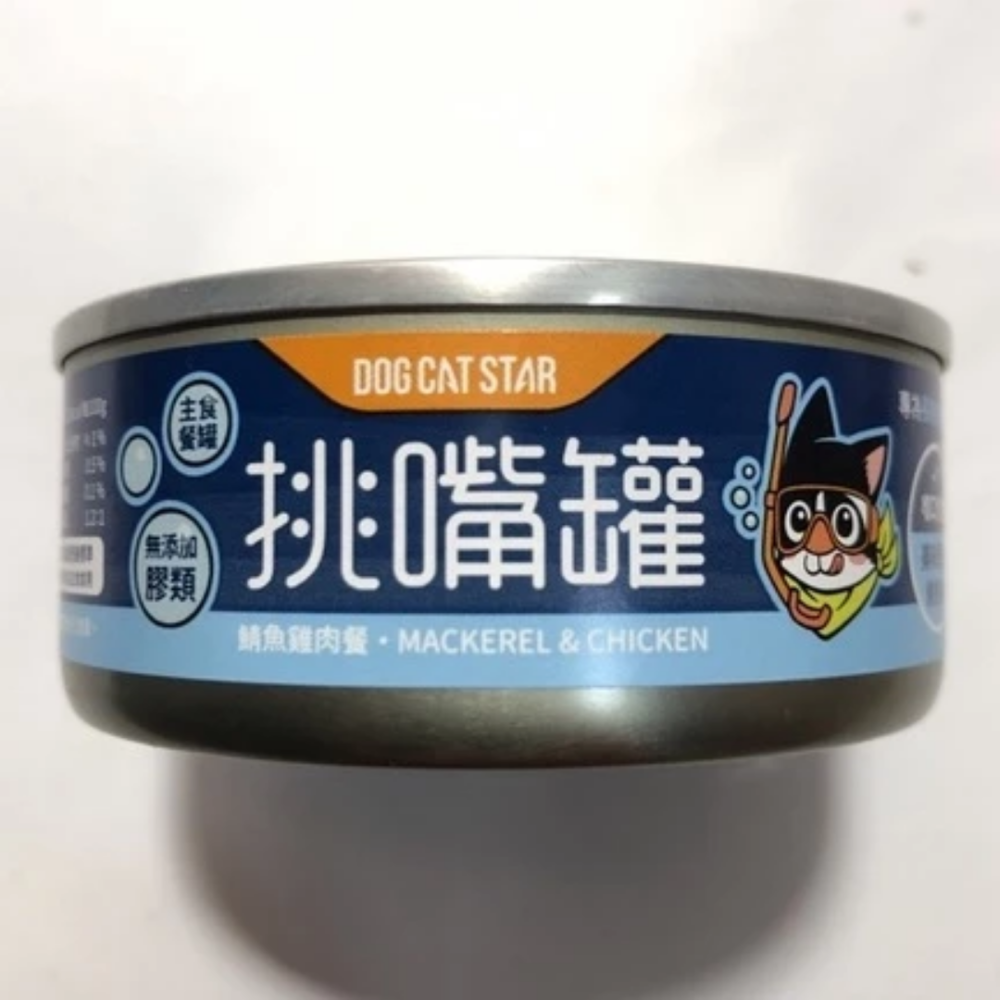 DOG CAT STAR
主食
餐罐
無添加
膠類
挑嘴罐
鯖魚雞肉餐・MACKEREL & CHICKEN